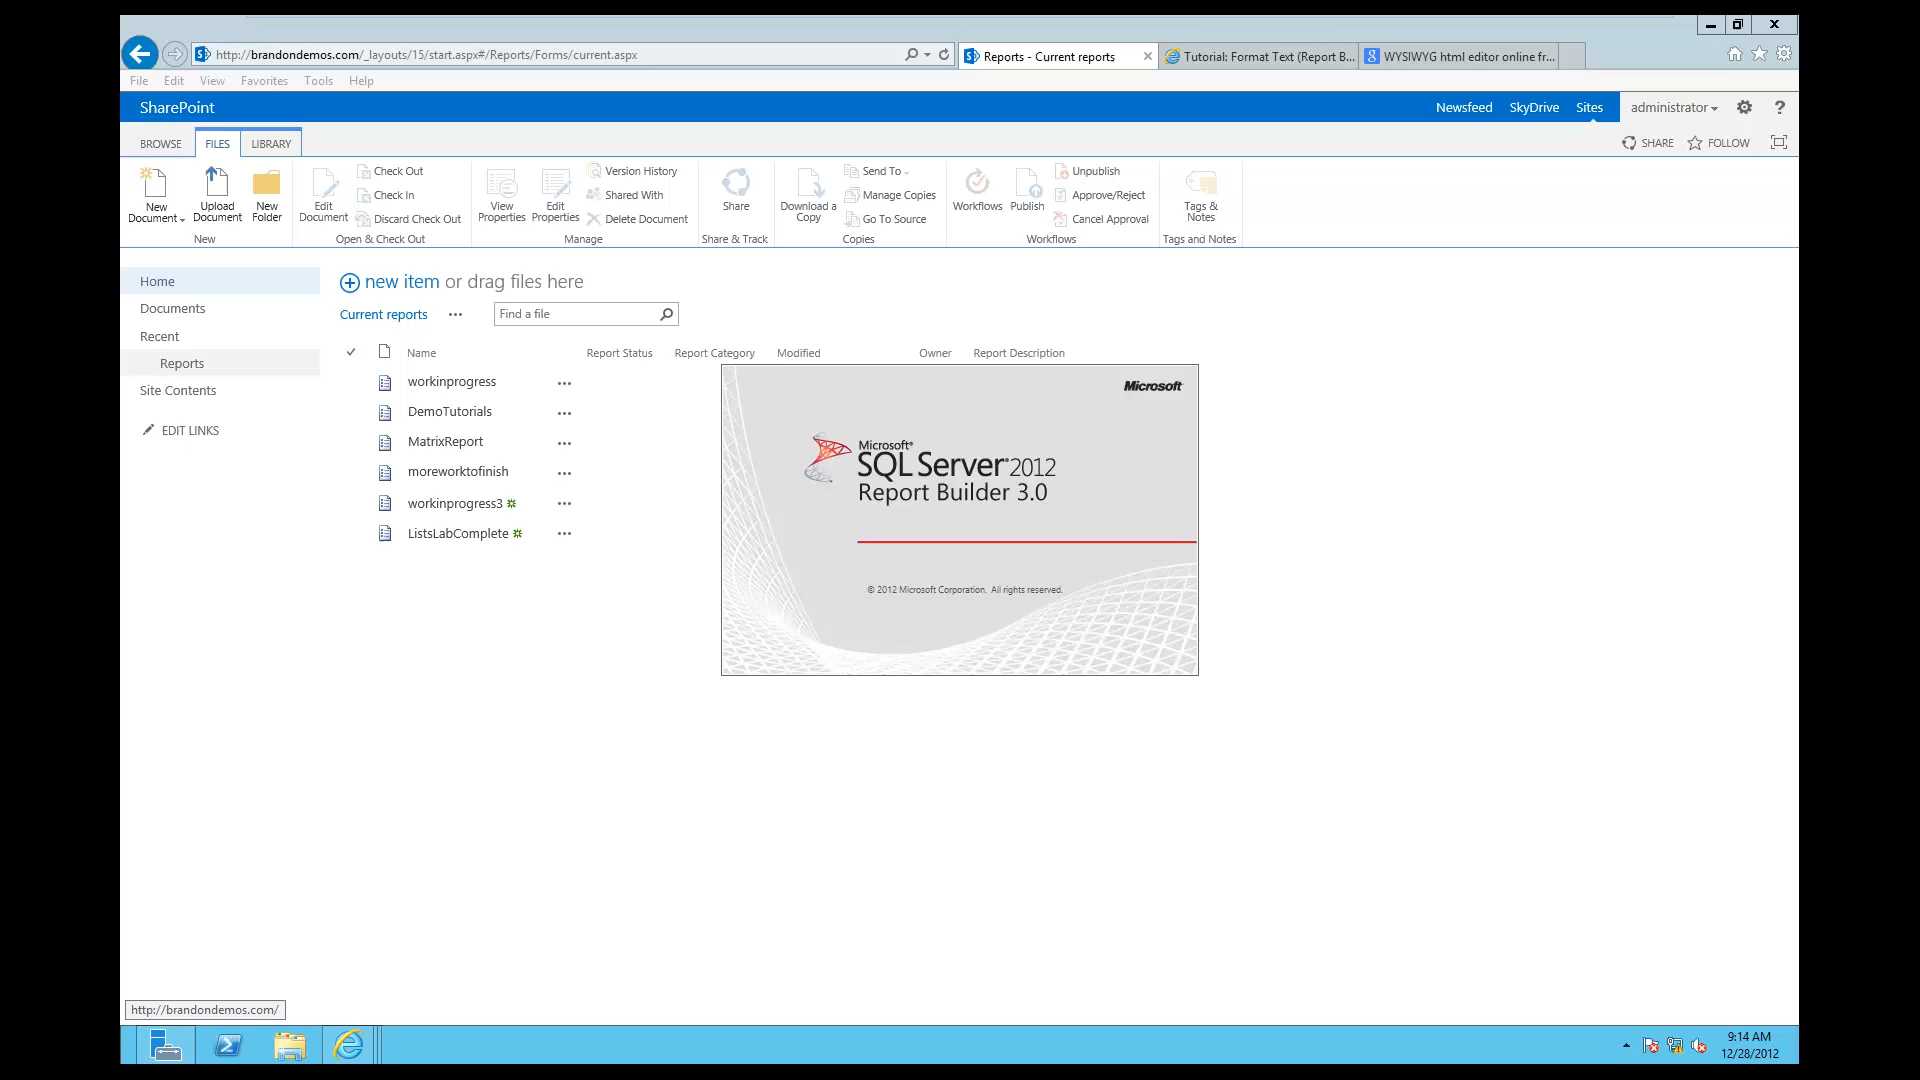 http://brandondemos.com/_layouts/15/start.aspx#/Reports/Forms/current.aspx
Reports - Current reports
Tutorial: Format Text (Report B...
WYSIWYG html editor online fr...
File Edit View Favorites Tools Help
SharePoint
Newsfeed SkyDrive Sites administrator ?
BROWSE FILES LIBRARY
SHARE FOLLOW
New Document
Upload Document
New Folder
New
Edit Document
Check Out
Check In
Discard Check Out
Open & Check Out
View Properties
Edit Properties
Version History
Shared With
Delete Document
Manage
Share
Share & Track
Download a Copy
Send To
Manage Copies
Go To Source
Copies
Workflows
Publish
Unpublish
Approve/Reject
Cancel Approval
Workflows
Tags & Notes
Tags and Notes
Home
Documents
Recent
Reports
Site Contents
EDIT LINKS
new item or drag files here
Current reports ... Find a file
Name Report Status Report Category Modified Owner Report Description
workinprogress ...
DemoTutorials ...
MatrixReport ...
moreworktofinish ...
workinprogress3 ...
ListsLabComplete ...
Microsoft
Microsoft®
SQL Server® 2012
Report Builder 3.0
© 2012 Microsoft Corporation. All rights reserved.
http://brandondemos.com/
9:14 AM
12/28/2012